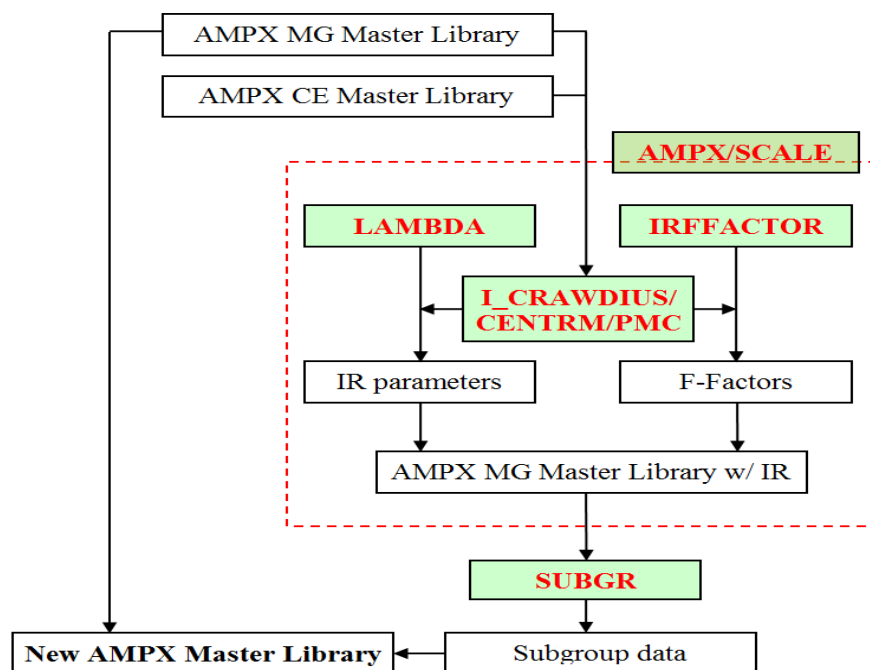 AMPX MG Master Library
AMPX CE Master Library
AMPX/SCALE
LAMBDA
IRFFACTOR
I_CRAWDIUS/
CENTRM/PMC
IR parameters
F-Factors
AMPX MG Master Library w/ IR
SUBGR
New AMPX Master Library
Subgroup data